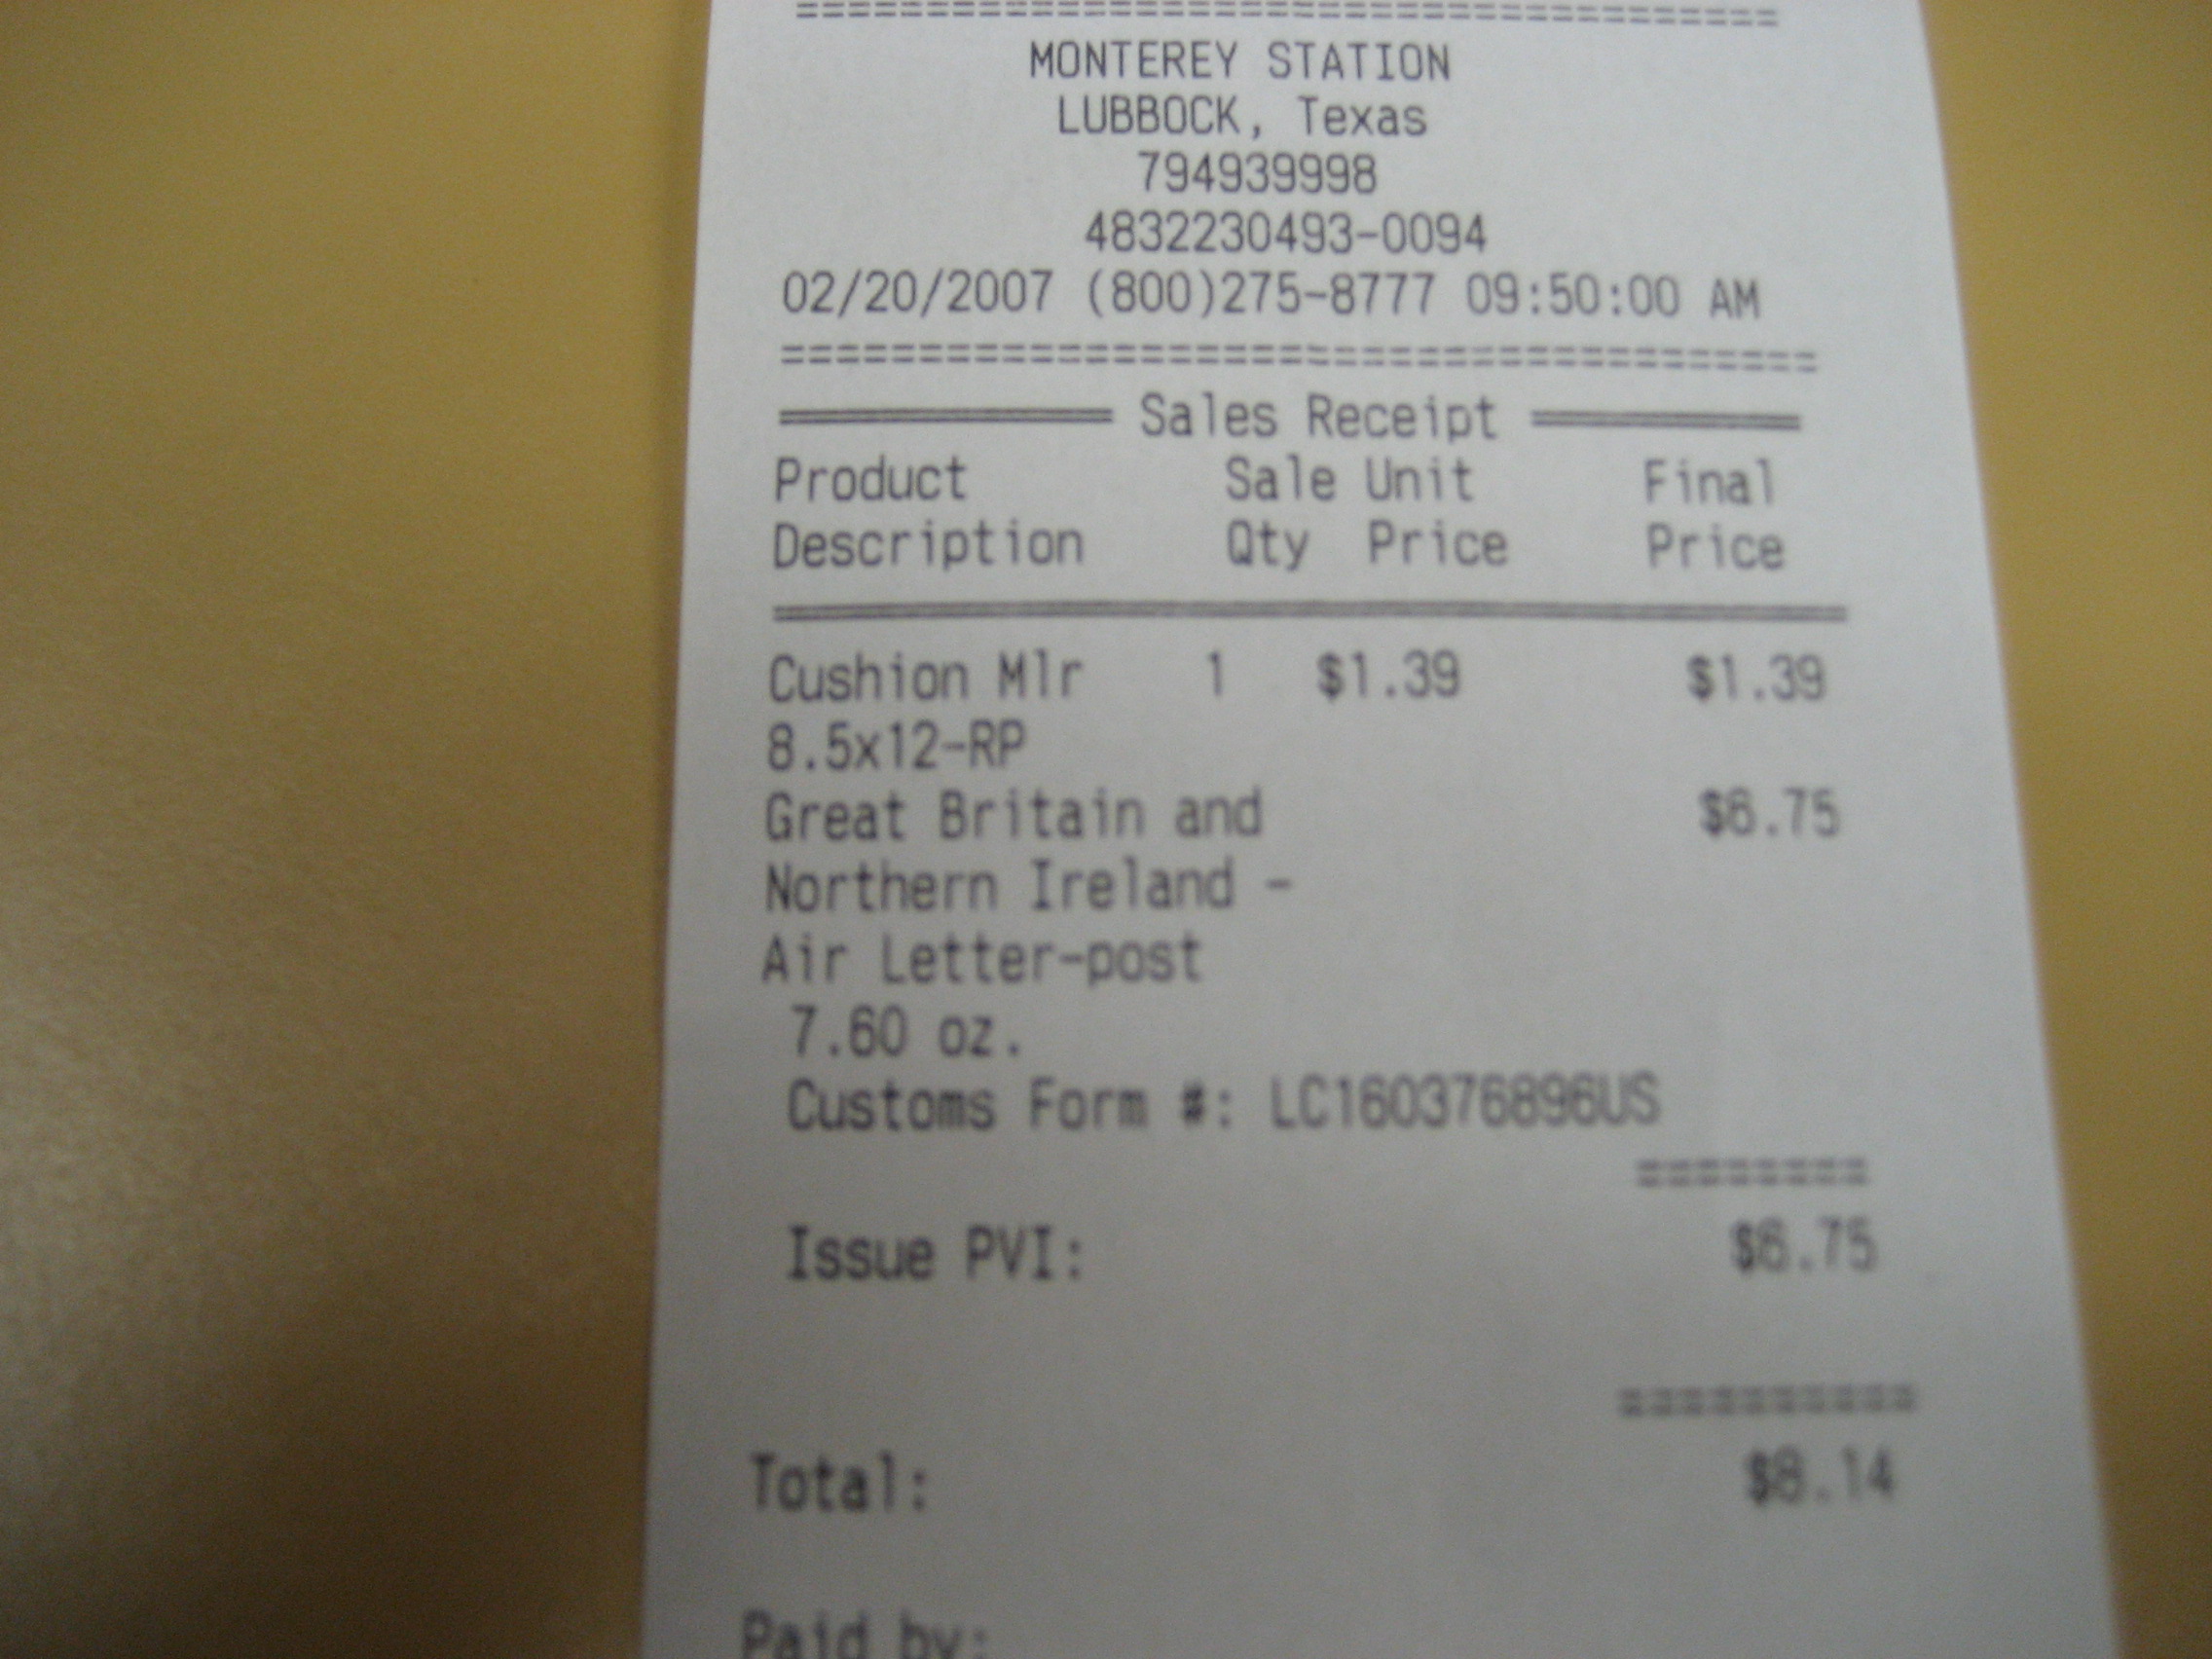 ======================================
MONTEREY STATION
LUBBOCK, Texas
794939998
4832230493-0094
02/20/2007 (800)275-8777 09:50:00 AM
======================================
Sales Receipt
Product Sale Unit Final
Description Qty Price Price
Cushion Mlr 1 $1.39 $1.39
8.5x12-RP
Great Britain and $6.75
Northern Ireland -
Air Letter-post
7.60 oz.
Customs Form #: LC160376896US
========
Issue PVI: $6.75
==========
Total: $8.14
Paid by: